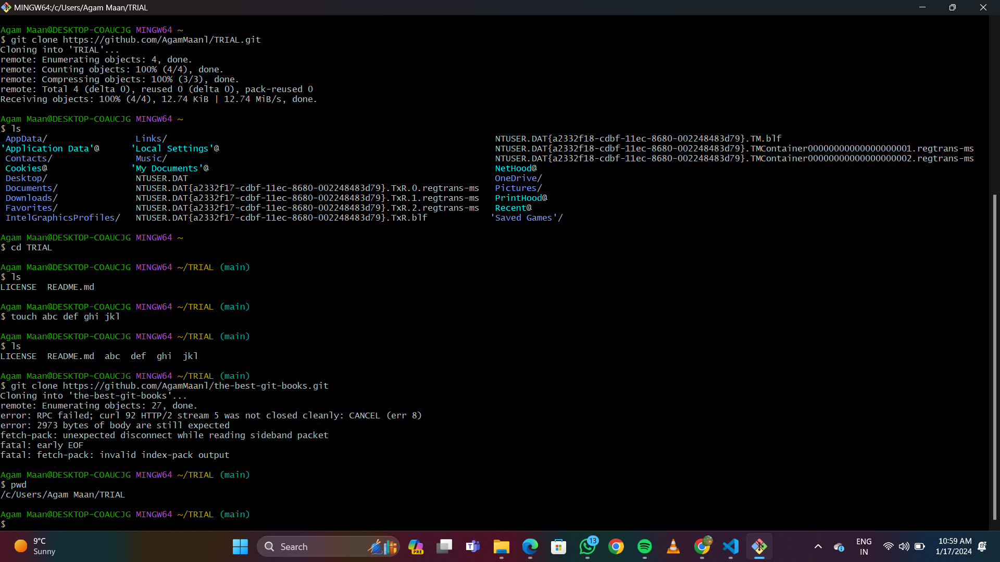 MINGW64:/c/Users/Agam Maan/TRIAL
Agam Maan@DESKTOP-COAUCJG MINGW64 ~
$ git clone https://github.com/AgamMaan1/TRIAL.git
Cloning into 'TRIAL'...
remote: Enumerating objects: 4, done.
remote: Counting objects: 100% (4/4), done.
remote: Compressing objects: 100% (3/3), done.
remote: Total 4 (delta 0), reused 0 (delta 0), pack-reused 0
Receiving objects: 100% (4/4), 12.74 KiB | 12.74 MiB/s, done.
Agam Maan@DESKTOP-COAUCJG MINGW64 ~
$ ls
AppData/ Links/ NTUSER.DAT{a2332f18-cdbf-11ec-8680-002248483d79}.TM.blf
'Application Data'@ 'Local Settings'@ NTUSER.DAT{a2332f18-cdbf-11ec-8680-002248483d79}.TMContainer00000000000000000001.regtrans-ms
Contacts/ Music/ NTUSER.DAT{a2332f18-cdbf-11ec-8680-002248483d79}.TMContainer00000000000000000002.regtrans-ms
Cookies@ 'My Documents'@ NetHood@
Desktop/ NTUSER.DAT OneDrive/
Documents/ NTUSER.DAT{a2332f17-cdbf-11ec-8680-002248483d79}.TxR.0.regtrans-ms Pictures/
Downloads/ NTUSER.DAT{a2332f17-cdbf-11ec-8680-002248483d79}.TxR.1.regtrans-ms PrintHood@
Favorites/ NTUSER.DAT{a2332f17-cdbf-11ec-8680-002248483d79}.TxR.2.regtrans-ms Recent@
IntelGraphicsProfiles/ NTUSER.DAT{a2332f17-cdbf-11ec-8680-002248483d79}.TxR.blf 'Saved Games'/
Agam Maan@DESKTOP-COAUCJG MINGW64 ~
$ cd TRIAL
Agam Maan@DESKTOP-COAUCJG MINGW64 ~/TRIAL (main)
$ ls
LICENSE README.md
Agam Maan@DESKTOP-COAUCJG MINGW64 ~/TRIAL (main)
$ touch abc def ghi jkl
Agam Maan@DESKTOP-COAUCJG MINGW64 ~/TRIAL (main)
$ ls
LICENSE README.md abc def ghi jkl
Agam Maan@DESKTOP-COAUCJG MINGW64 ~/TRIAL (main)
$ git clone https://github.com/AgamMaan1/the-best-git-books.git
Cloning into 'the-best-git-books'...
remote: Enumerating objects: 27, done.
error: RPC failed; curl 92 HTTP/2 stream 5 was not closed cleanly: CANCEL (err 8)
error: 2973 bytes of body are still expected
fetch-pack: unexpected disconnect while reading sideband packet
fatal: early EOF
fatal: fetch-pack: invalid index-pack output
Agam Maan@DESKTOP-COAUCJG MINGW64 ~/TRIAL (main)
$ pwd
/c/Users/Agam Maan/TRIAL
Agam Maan@DESKTOP-COAUCJG MINGW64 ~/TRIAL (main)
$
9°C
Sunny
Search
PRE
13
ENG
IN
10:59 AM
1/17/2024